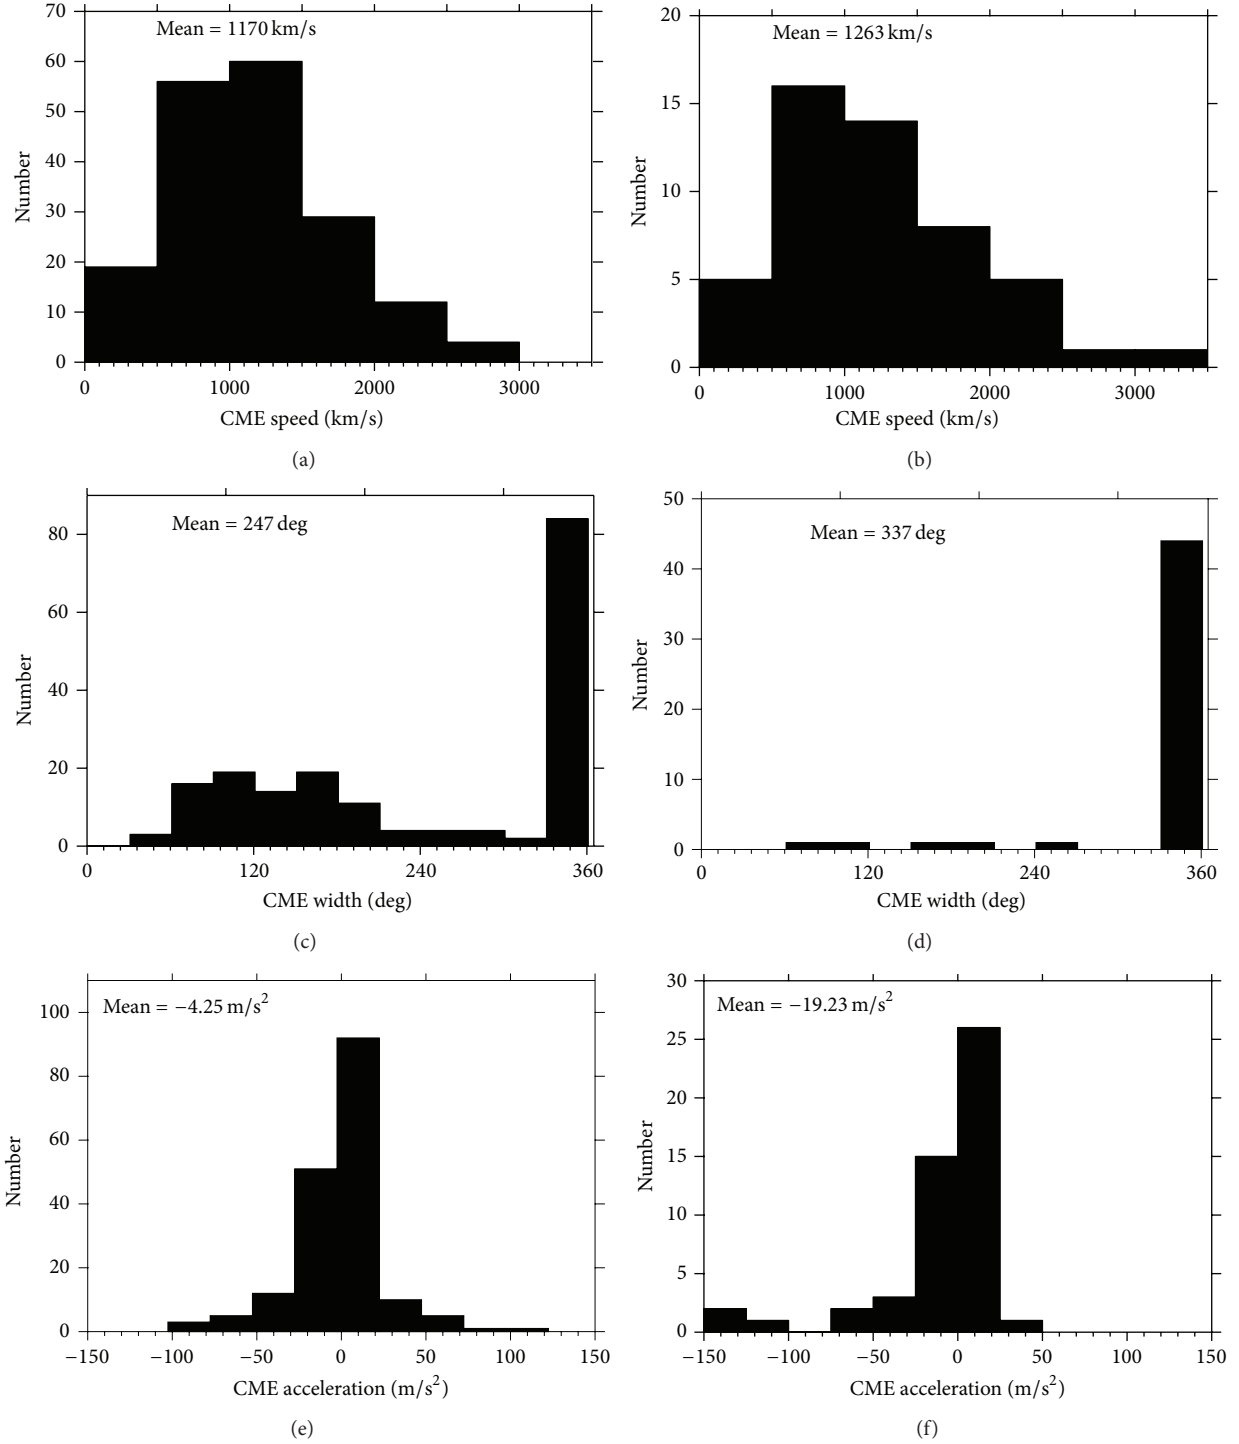 70
60
50
40
30
20
10
0
Number
Mean = 1170 km/s
0 1000 2000 3000
CME speed (km/s)
(a)
20
15
10
5
0
Number
Mean = 1263 km/s
0 1000 2000 3000
CME speed (km/s)
(b)
80
60
40
20
0
Number
Mean = 247 deg
0 120 240 360
CME width (deg)
(c)
50
40
30
20
10
0
Number
Mean = 337 deg
0 120 240 360
CME width (deg)
(d)
100
80
60
40
20
0
Number
Mean = −4.25 m/s²
−150 −100 −50 0 50 100 150
CME acceleration (m/s²)
(e)
30
25
20
15
10
5
0
Number
Mean = −19.23 m/s²
−150 −100 −50 0 50 100 150
CME acceleration (m/s²)
(f)